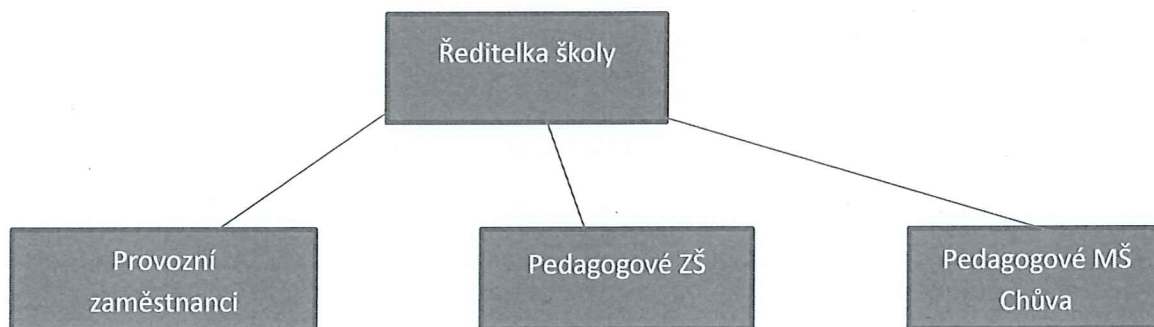 Ředitelka školy
Provozní
zaměstnanci
Pedagogové ZŠ
Pedagogové MŠ
Chůva